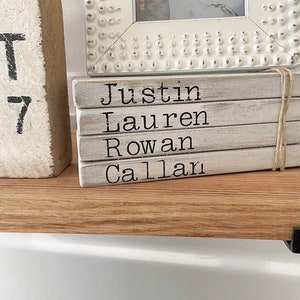 T
7
Justin
Lauren
Rowan
Callan